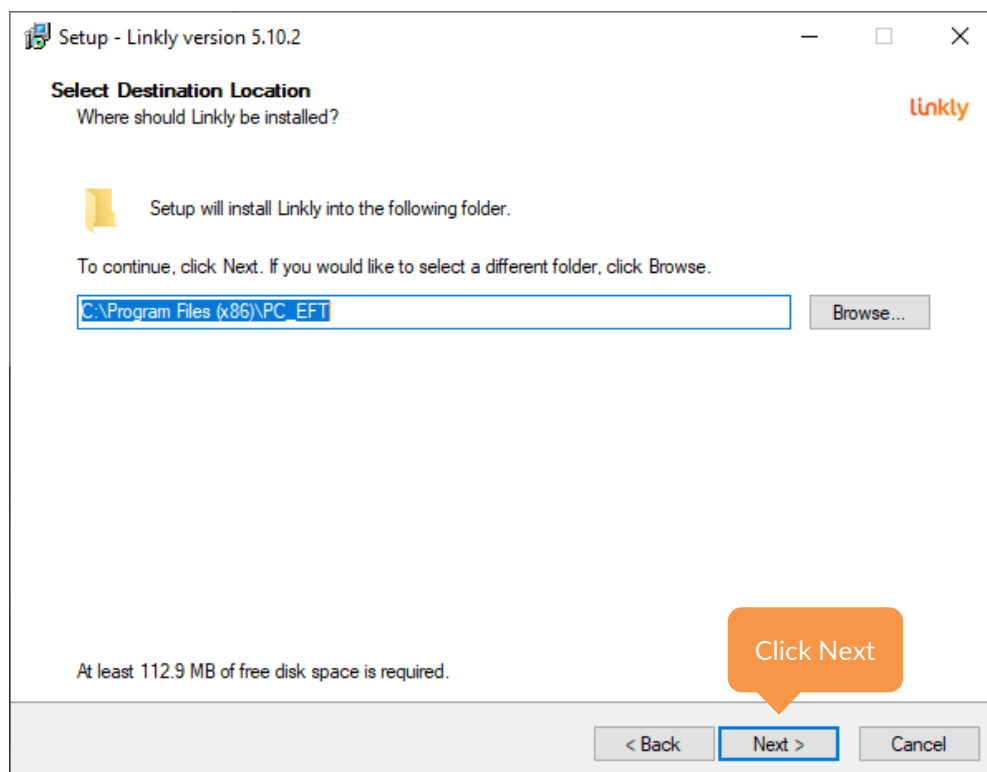 Setup - Linkly version 5.10.2
Select Destination Location
Where should Linkly be installed?
linkly
Setup will install Linkly into the following folder.
To continue, click Next. If you would like to select a different folder, click Browse.
C:\Program Files (x86)\PC_EFT
Browse...
Click Next
At least 112.9 MB of free disk space is required.
< Back
Next >
Cancel